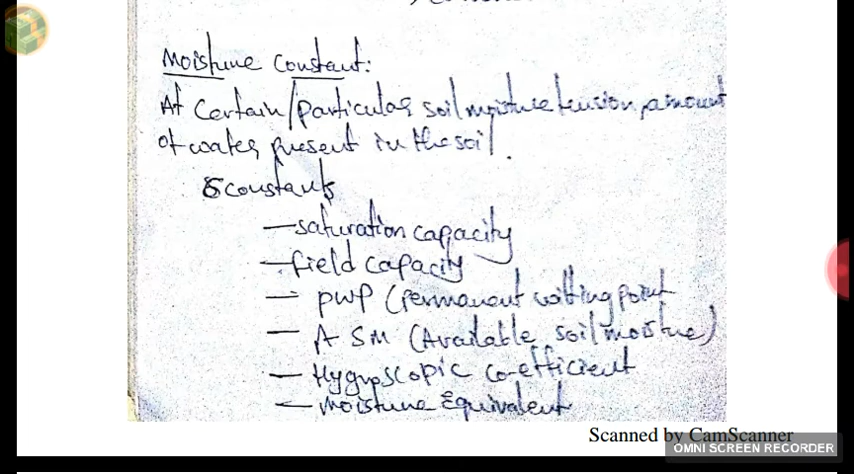 Moisture Constant:
At Certain/particular soil moisture tension, amount
of water present in the soil.
6 constants
— saturation capacity
— field capacity
— PWP (Permanent wilting point
— A SM (Available soil moisture)
— Hygroscopic co-efficient
— moisture Equivalent
Scanned by CamScanner
OMNI SCREEN RECORDER